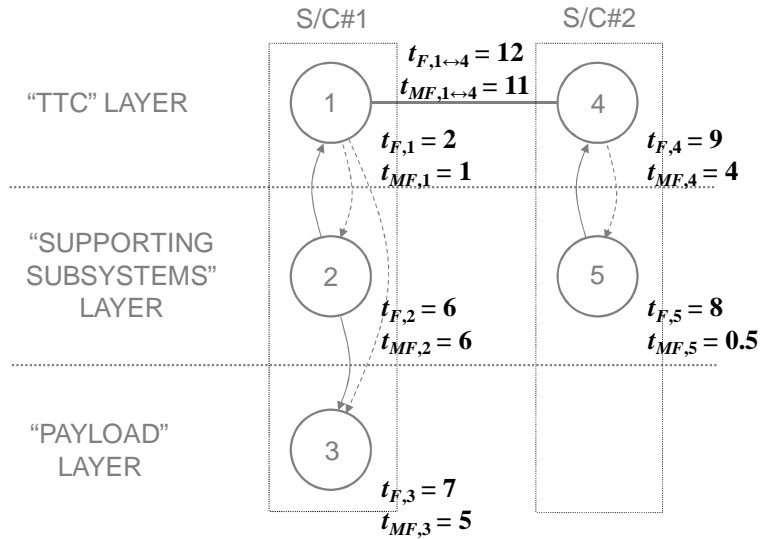 S/C#1
S/C#2
t_{F,1↔4} = 12
t_{MF,1↔4} = 11
"TTC" LAYER
1
4
t_{F,1} = 2
t_{MF,1} = 1
t_{F,4} = 9
t_{MF,4} = 4
“SUPPORTING
SUBSYSTEMS”
LAYER
2
5
t_{F,2} = 6
t_{MF,2} = 6
t_{F,5} = 8
t_{MF,5} = 0.5
“PAYLOAD”
LAYER
3
t_{F,3} = 7
t_{MF,3} = 5